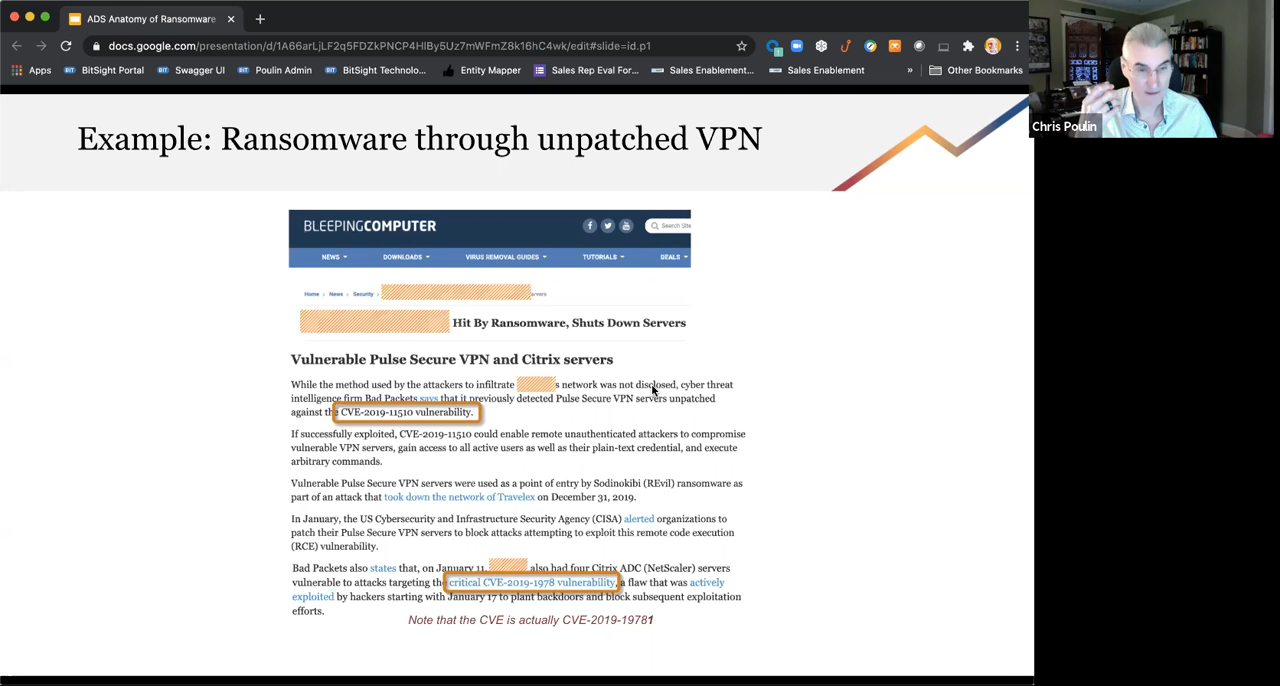 ADS Anatomy of Ransomware
docs.google.com/presentation/d/1A66arLjLF2q5FDZkPNCP4HIBy5Uz7mWFmZ8k16hC4wk/edit#slide=id.p1
Apps BIT BitSight Portal BIT Swagger UI BIT Poulin Admin BIT BitSight Technolo... Entity Mapper Sales Rep Eval For... Sales Enablement... Sales Enablement » Other Bookmarks
Chris Poulin
Example: Ransomware through unpatched VPN
BLEEPINGCOMPUTER Search Site
NEWS DOWNLOADS VIRUS REMOVAL GUIDES TUTORIALS DEALS
Home > News > Security > servers
Hit By Ransomware, Shuts Down Servers
Vulnerable Pulse Secure VPN and Citrix servers
While the method used by the attackers to infiltrate s network was not disclosed, cyber threat
intelligence firm Bad Packets says that it previously detected Pulse Secure VPN servers unpatched
against the CVE-2019-11510 vulnerability.
If successfully exploited, CVE-2019-11510 could enable remote unauthenticated attackers to compromise
vulnerable VPN servers, gain access to all active users as well as their plain-text credential, and execute
arbitrary commands.
Vulnerable Pulse Secure VPN servers were used as a point of entry by Sodinokibi (REvil) ransomware as
part of an attack that took down the network of Travelex on December 31, 2019.
In January, the US Cybersecurity and Infrastructure Security Agency (CISA) alerted organizations to
patch their Pulse Secure VPN servers to block attacks attempting to exploit this remote code execution
(RCE) vulnerability.
Bad Packets also states that, on January 11, also had four Citrix ADC (NetScaler) servers
vulnerable to attacks targeting the critical CVE-2019-1978 vulnerability, a flaw that was actively
exploited by hackers starting with January 17 to plant backdoors and block subsequent exploitation
efforts.
Note that the CVE is actually CVE-2019-19781